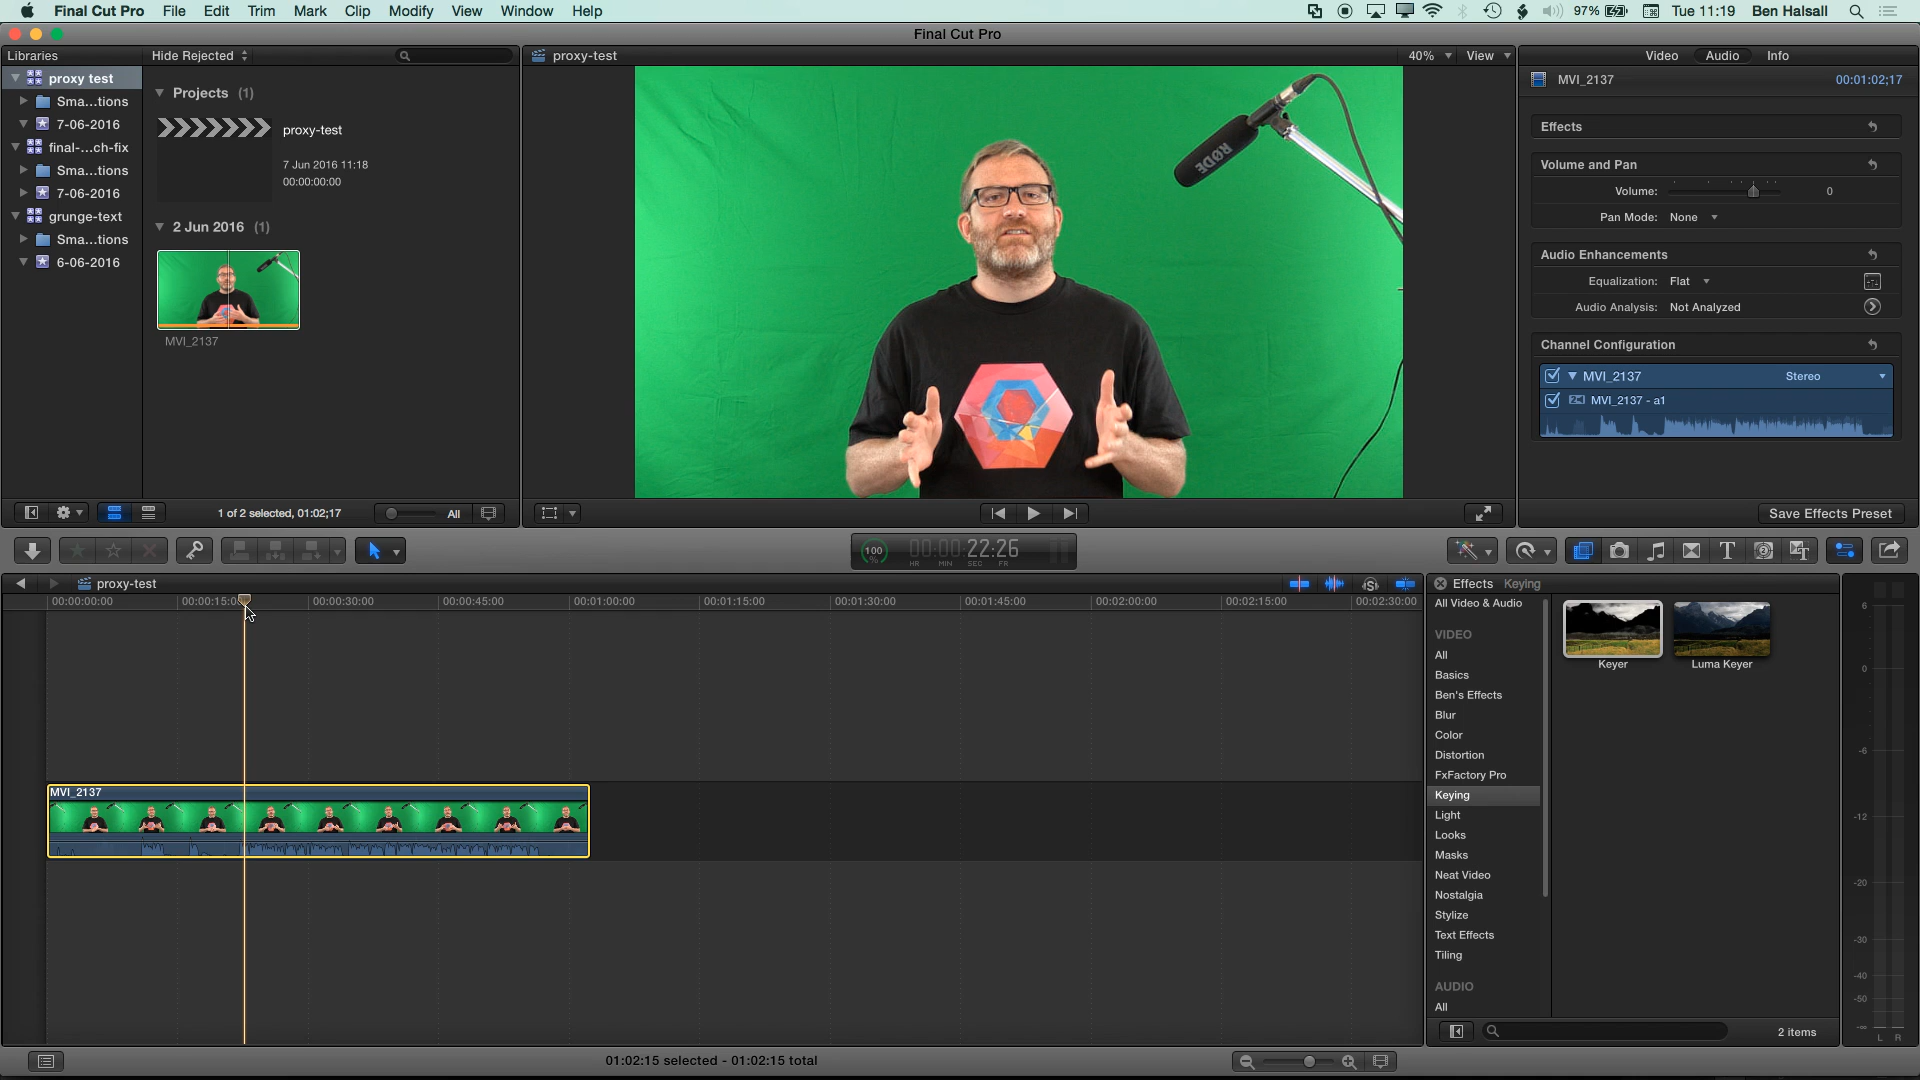 Final Cut Pro File Edit Trim Mark Clip Modify View Window Help 97% Tue 11:19 Ben Halsall
Final Cut Pro
Libraries Hide Rejected proxy-test 40% View Video Audio Info
proxy test
Sma...tions
7-06-2016
final-...ch-fix
Sma...tions
7-06-2016
grunge-text
Sma...tions
6-06-2016
Projects (1)
proxy-test
7 Jun 2016 11:18
00:00:00:00
2 Jun 2016 (1)
MVI_2137
RØDE
MVI_2137 00:01:02;17
Effects
Volume and Pan
Volume: 0
Pan Mode: None
Audio Enhancements
Equalization: Flat
Audio Analysis: Not Analyzed
Channel Configuration
MVI_2137 Stereo
MVI_2137 - a1
1 of 2 selected, 01:02;17 All
Save Effects Preset
100 % 00:00:22:26
HR MIN SEC FR
proxy-test
00:00:00:00 00:00:15:0 00:00:30:00 00:00:45:00 00:01:00:00 00:01:15:00 00:01:30:00 00:01:45:00 00:02:00:00 00:02:15:00 00:02:30:00
MVI_2137
Effects Keying
All Video & Audio
VIDEO
All
Basics
Ben's Effects
Blur
Color
Distortion
FxFactory Pro
Keying
Light
Looks
Masks
Neat Video
Nostalgia
Stylize
Text Effects
Tiling
AUDIO
All
Keyer Luma Keyer
2 items
6
0
-6
-12
-20
-30
-40
-50
-∞
L R
01:02:15 selected - 01:02:15 total